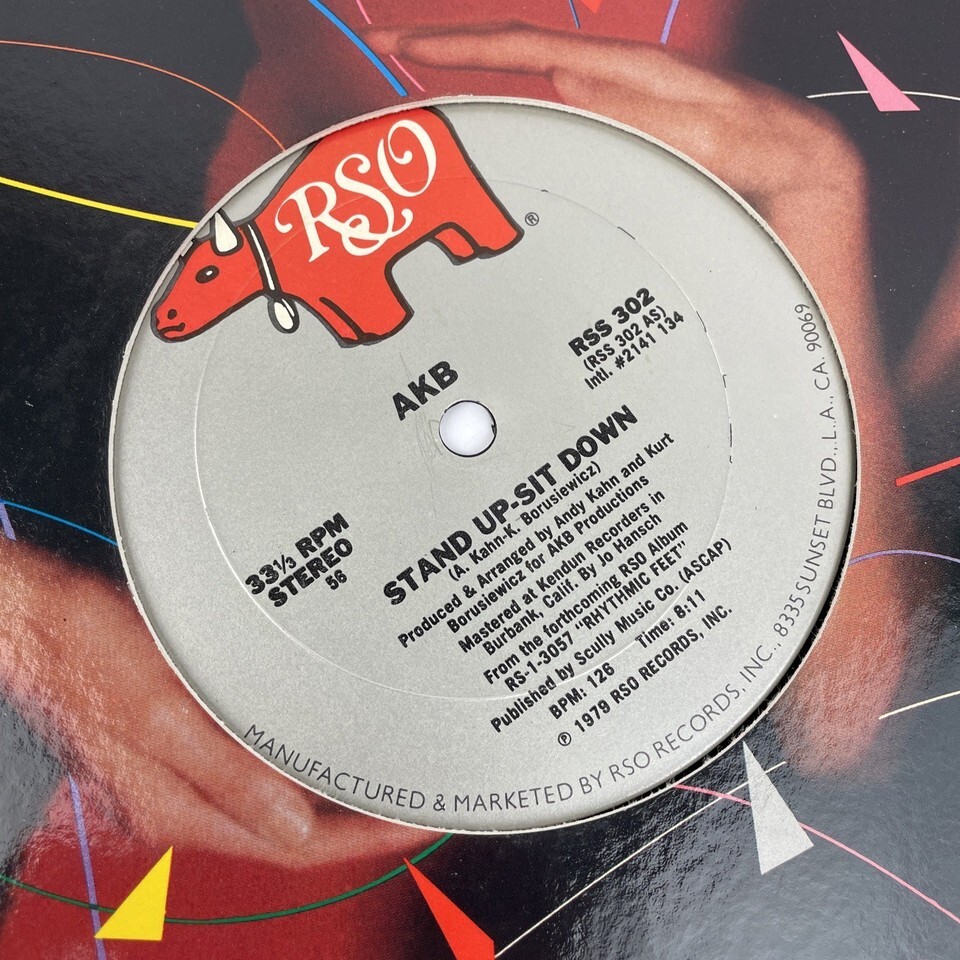 RSO
®
AKB
RSS 302
(RSS 302 AS)
Intl. #2141 134
33⅓ RPM
STEREO
56
STAND UP-SIT DOWN
(A. Kahn-K. Borusiewicz)
Produced & Arranged by Andy Kahn and Kurt
Borusiewicz for AKB Productions
Mastered at Kendun Recorders in
Burbank, Calif. By Jo Hansch
From the forthcoming RSO Album
RS-1-3057 "RHYTHMIC FEET"
Published by Scully Music Co. (ASCAP)
BPM: 126 Time: 8:11
℗ 1979 RSO RECORDS, INC.
MANUFACTURED & MARKETED BY RSO RECORDS, INC., 8335 SUNSET BLVD., L.A., CA. 90069